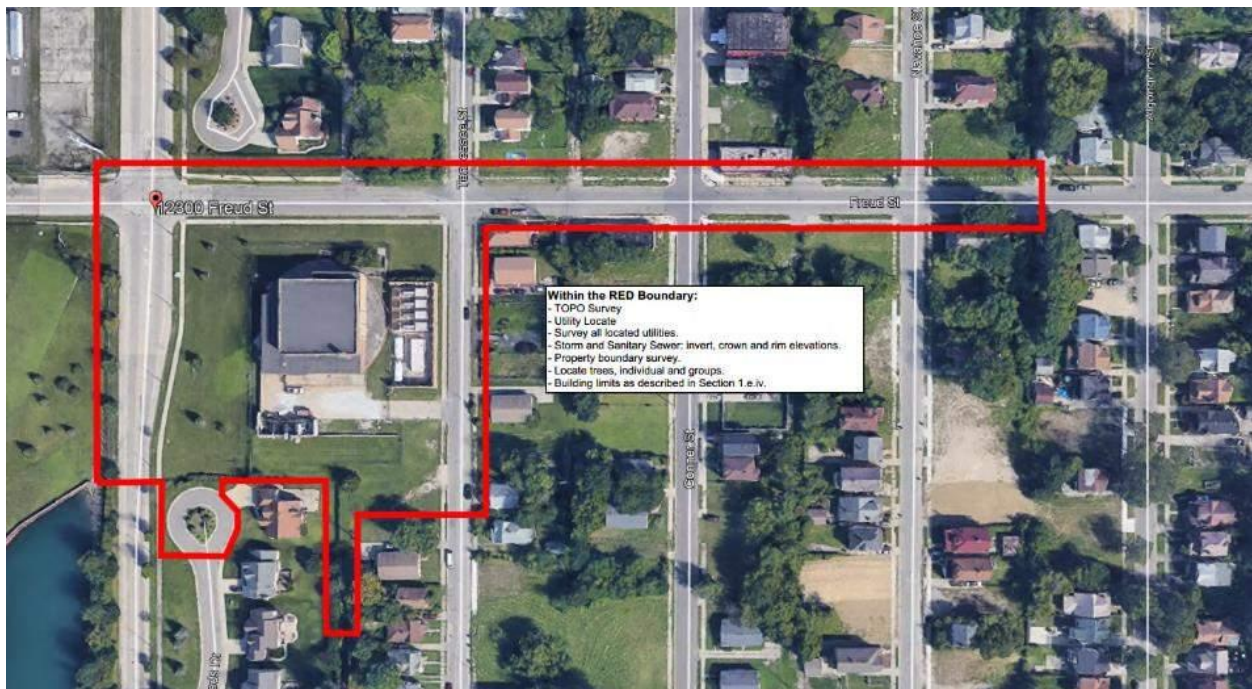 Navahoe St
Tennessee St
12300 Freud St
Freud St
Within the RED Boundary:
- TOPO Survey
- Utility Locate
- Survey all located utilities.
- Storm and Sanitary Sewer: invert, crown and rim elevations.
- Property boundary survey.
- Locate trees, individual and groups.
- Building limits as described in Section 1.e.iv.
Conner St